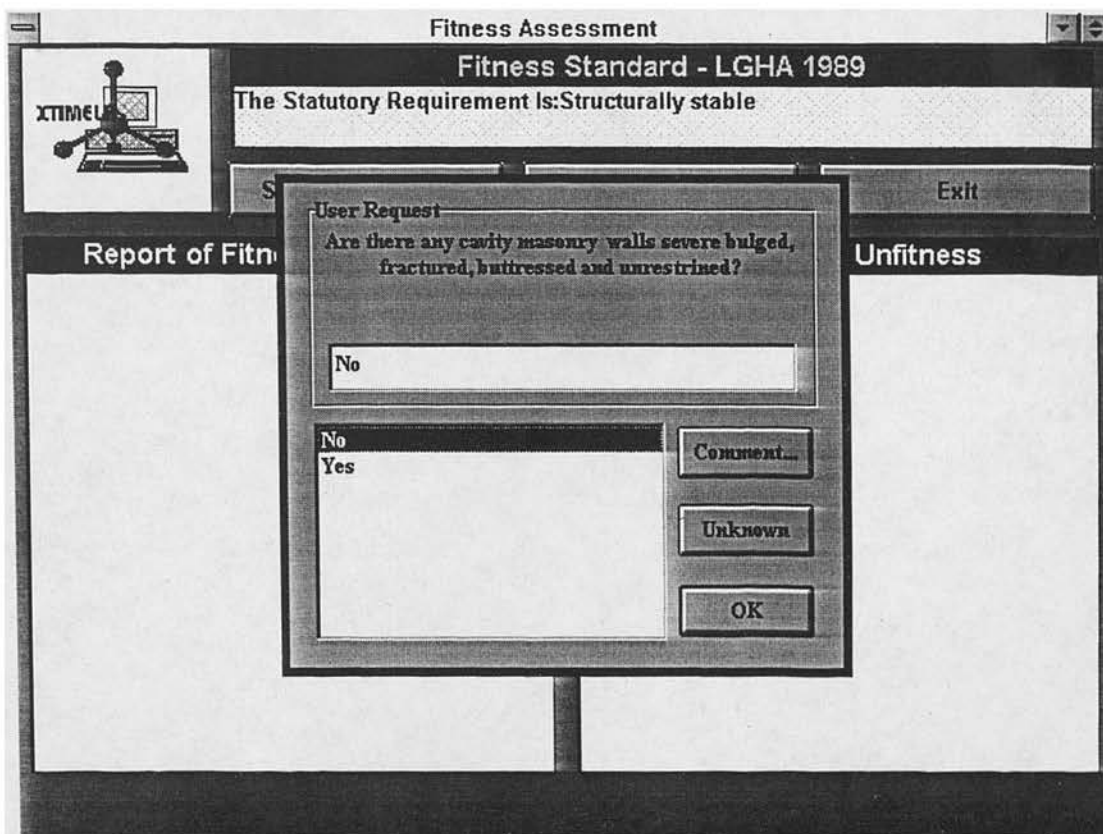 Fitness Assessment
Fitness Standard - LGHA 1989
The Statutory Requirement Is:Structurally stable
Exit
User Request
Are there any cavity masonry walls severe bulged,
fractured, buttressed and unrestrined?
No
No
Yes
Comment...
Unknown
OK
Report of Fitn
Unfitness